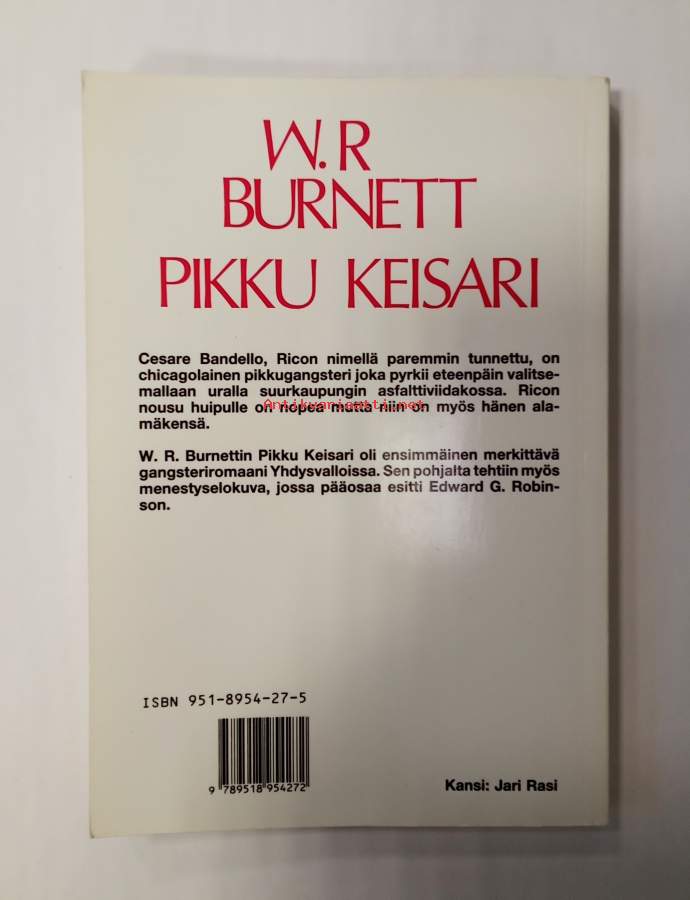 W. R
BURNETT
PIKKU KEISARI
Cesare Bandello, Ricon nimellä paremmin tunnettu, on
chicagolainen pikkugangsteri joka pyrkii eteenpäin valitse-
mallaan uralla suurkaupungin asfalttiviidakossa. Ricon
nousu huipulle on nopea mutta niin on myös hänen ala-
mäkensä.
Antikvariaatti.net
W. R. Burnettin Pikku Keisari oli ensimmäinen merkittävä
gangsteriromaani Yhdysvalloissa. Sen pohjalta tehtiin myös
menestyselokuva, jossa pääosaa esitti Edward G. Robin-
son.
ISBN 951-8954-27-5
9 789518 954272
Kansi: Jari Rasi